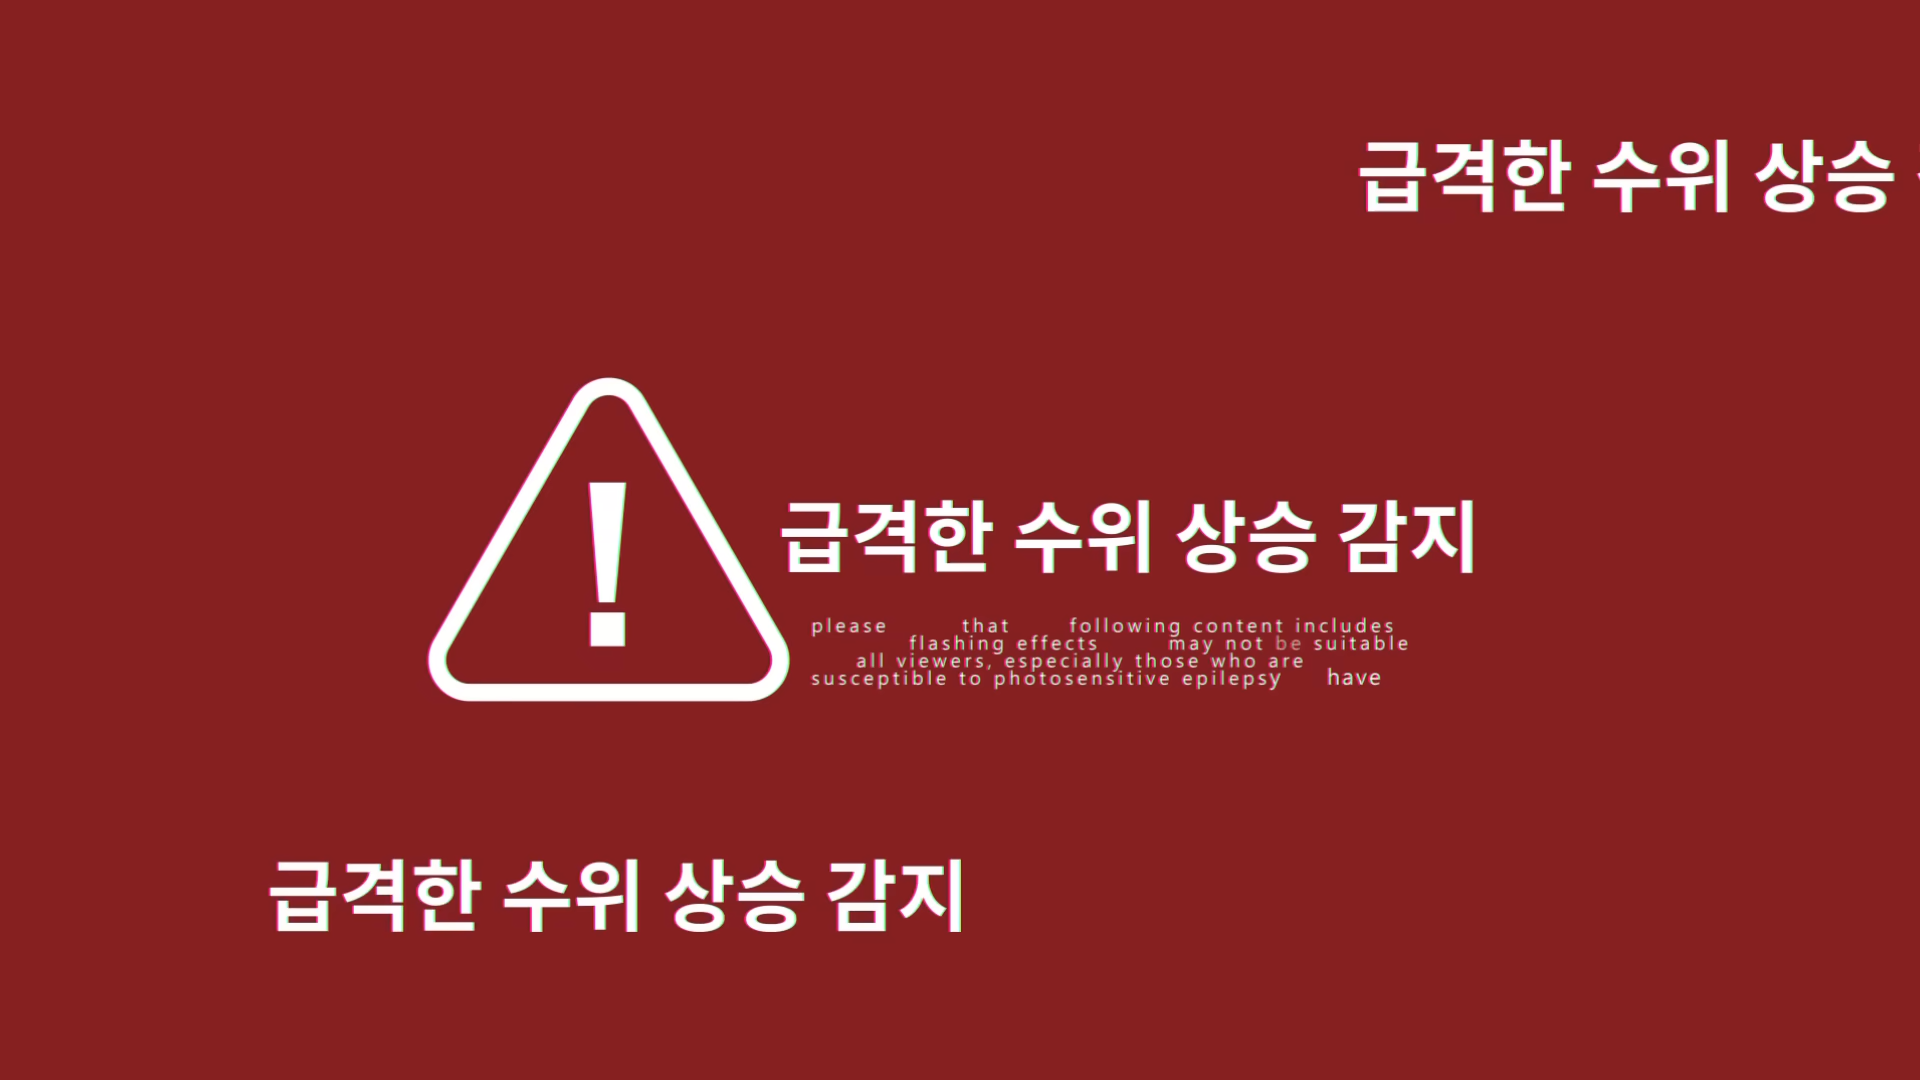 급격한 수위 상승
급격한 수위 상승 감지
please that following content includes
flashing effects may not be suitable
all viewers, especially those who are
susceptible to photosensitive epilepsy have
급격한 수위 상승 감지